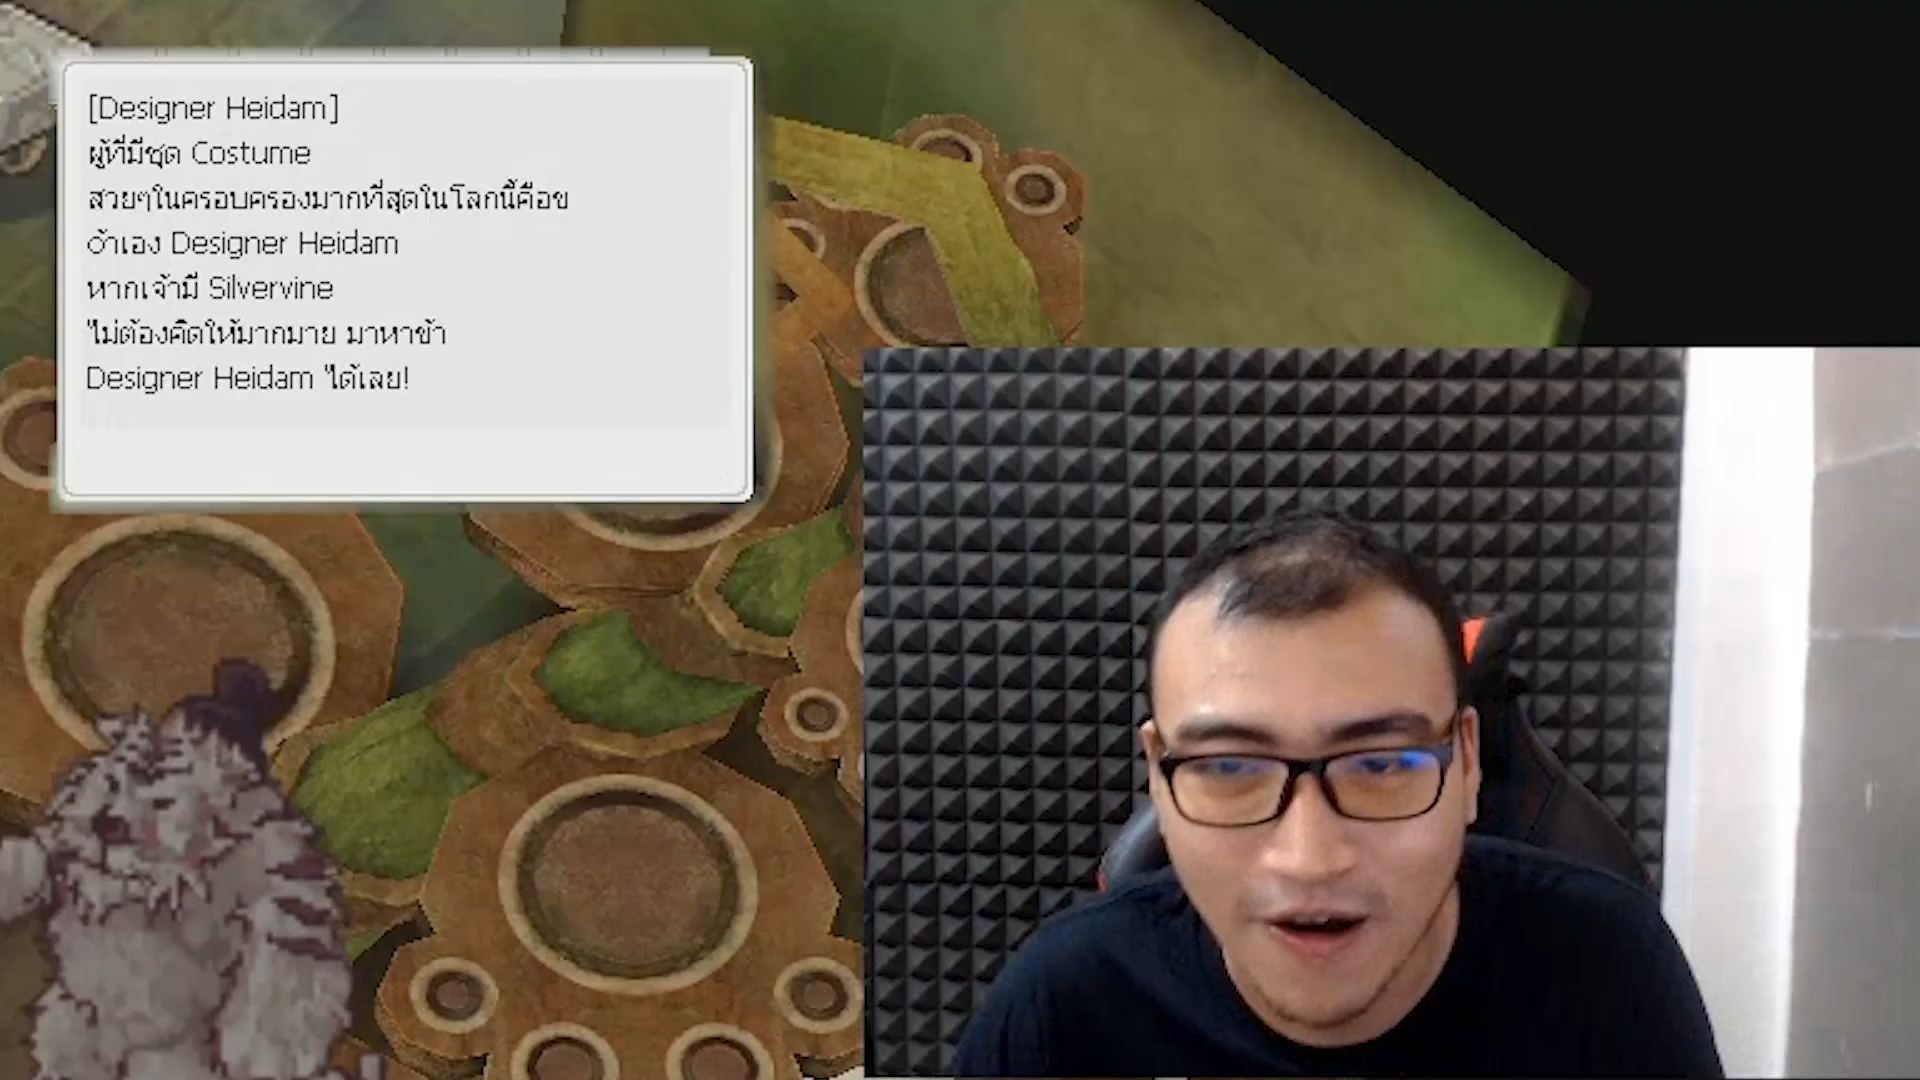 [Designer Heidam]
ผู้ที่มีชุด Costume
สวยๆในครอบครองมากที่สุดในโลกนี้คือข
้าเอง Designer Heidam
หากเจ้ามี Silvervine
ไม่ต้องคิดให้มากมาย มาหาข้า
Designer Heidam ได้เลย!